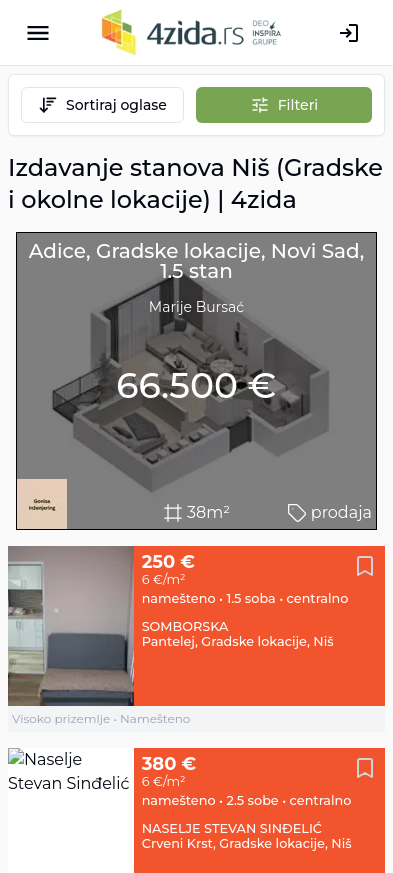 4zida.rs DEO INSPIRA GRUPE
Sortiraj oglase
Filteri
Izdavanje stanova Niš (Gradske
i okolne lokacije) | 4zida
Adice, Gradske lokacije, Novi Sad,
1.5 stan
Marije Bursać
66.500 €
Gonisa
Inženjering
38m²
prodaja
250 €
6 €/m²
namešteno • 1.5 soba • centralno
SOMBORSKA
Pantelej, Gradske lokacije, Niš
Visoko prizemlje • Namešteno
Naselje
Stevan Sinđelić
380 €
6 €/m²
namešteno • 2.5 sobe • centralno
NASELJE STEVAN SINĐELIĆ
Crveni Krst, Gradske lokacije, Niš